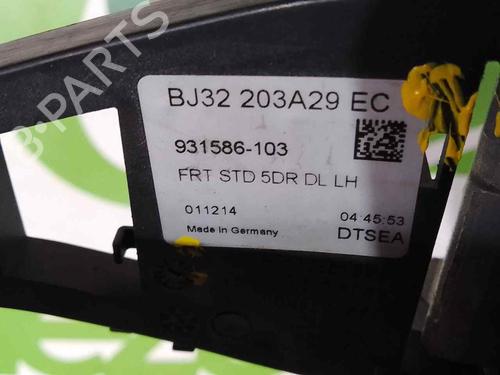 BJ32 203A29 EC
931586-103
FRT STD 5DR DL LH
011214 04:45:53
Made in Germany DTSEA
B-PARTS